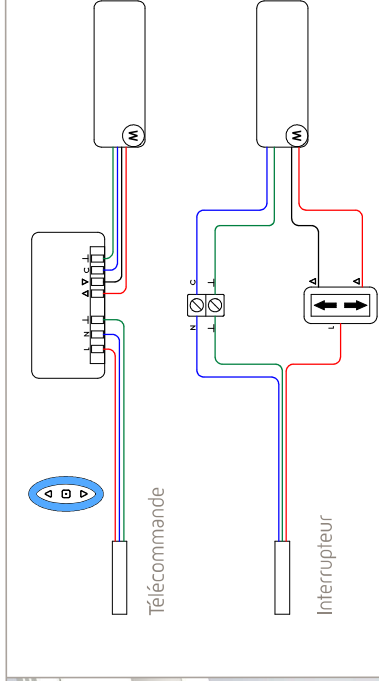 M
L N ⏚ △ ▽ C ⏚
Télécommande
M
N C
⏚ ⏚
L △ △
Interrupteur